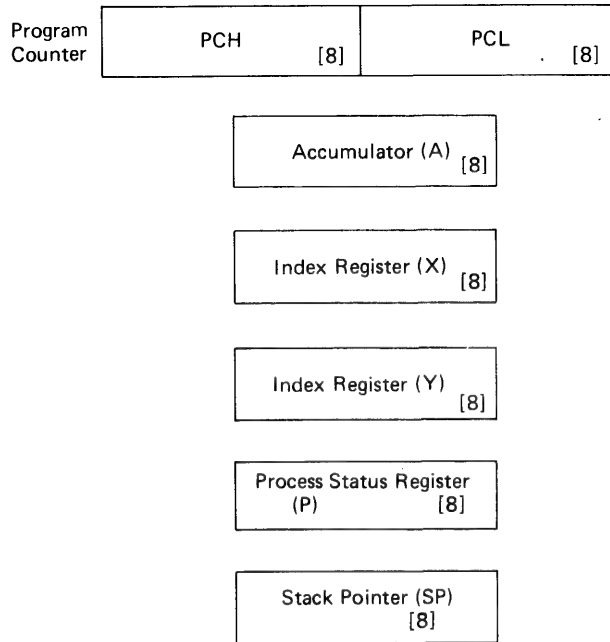 Program
Counter
PCH
[8]
PCL
[8]
Accumulator (A)
[8]
Index Register (X)
[8]
Index Register (Y)
[8]
Process Status Register
(P) [8]
Stack Pointer (SP)
[8]